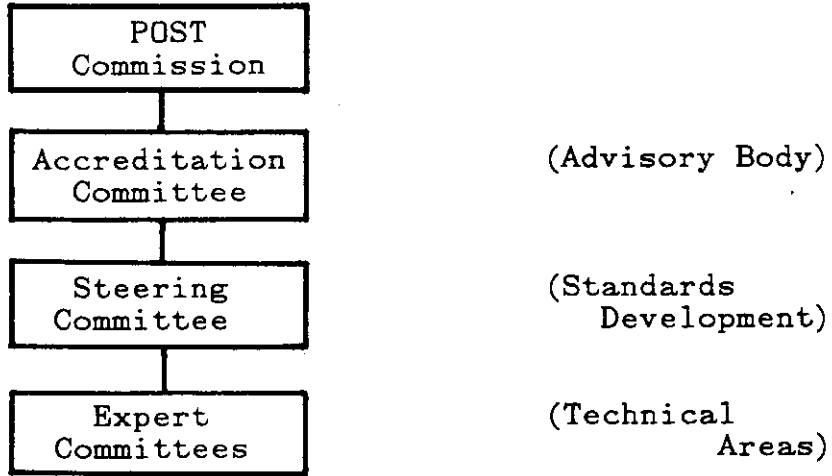 POST
Commission
Accreditation
Committee
(Advisory Body)
Steering
Committee
(Standards
Development)
Expert
Committees
(Technical
Areas)